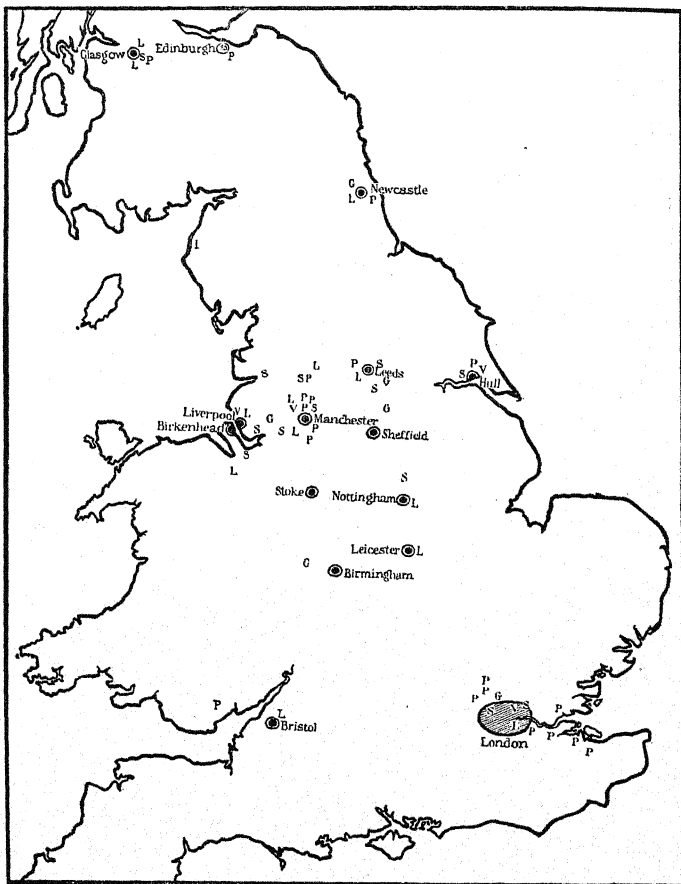 L
Glasgow S P
L
Edinburgh P
G
Newcastle
L P
I
L
S
S P
P S
L Leeds
S G
P V
S Hull
L P P
V P S
G
Liverpool V L
Manchester
Birkenhead
S
S
L P
P
G
Sheffield
S
L
S
Stoke
Nottingham L
Leicester L
G
Birmingham
P
L
Bristol
P
P
P G
S V S
L P
P
P
P
P
London